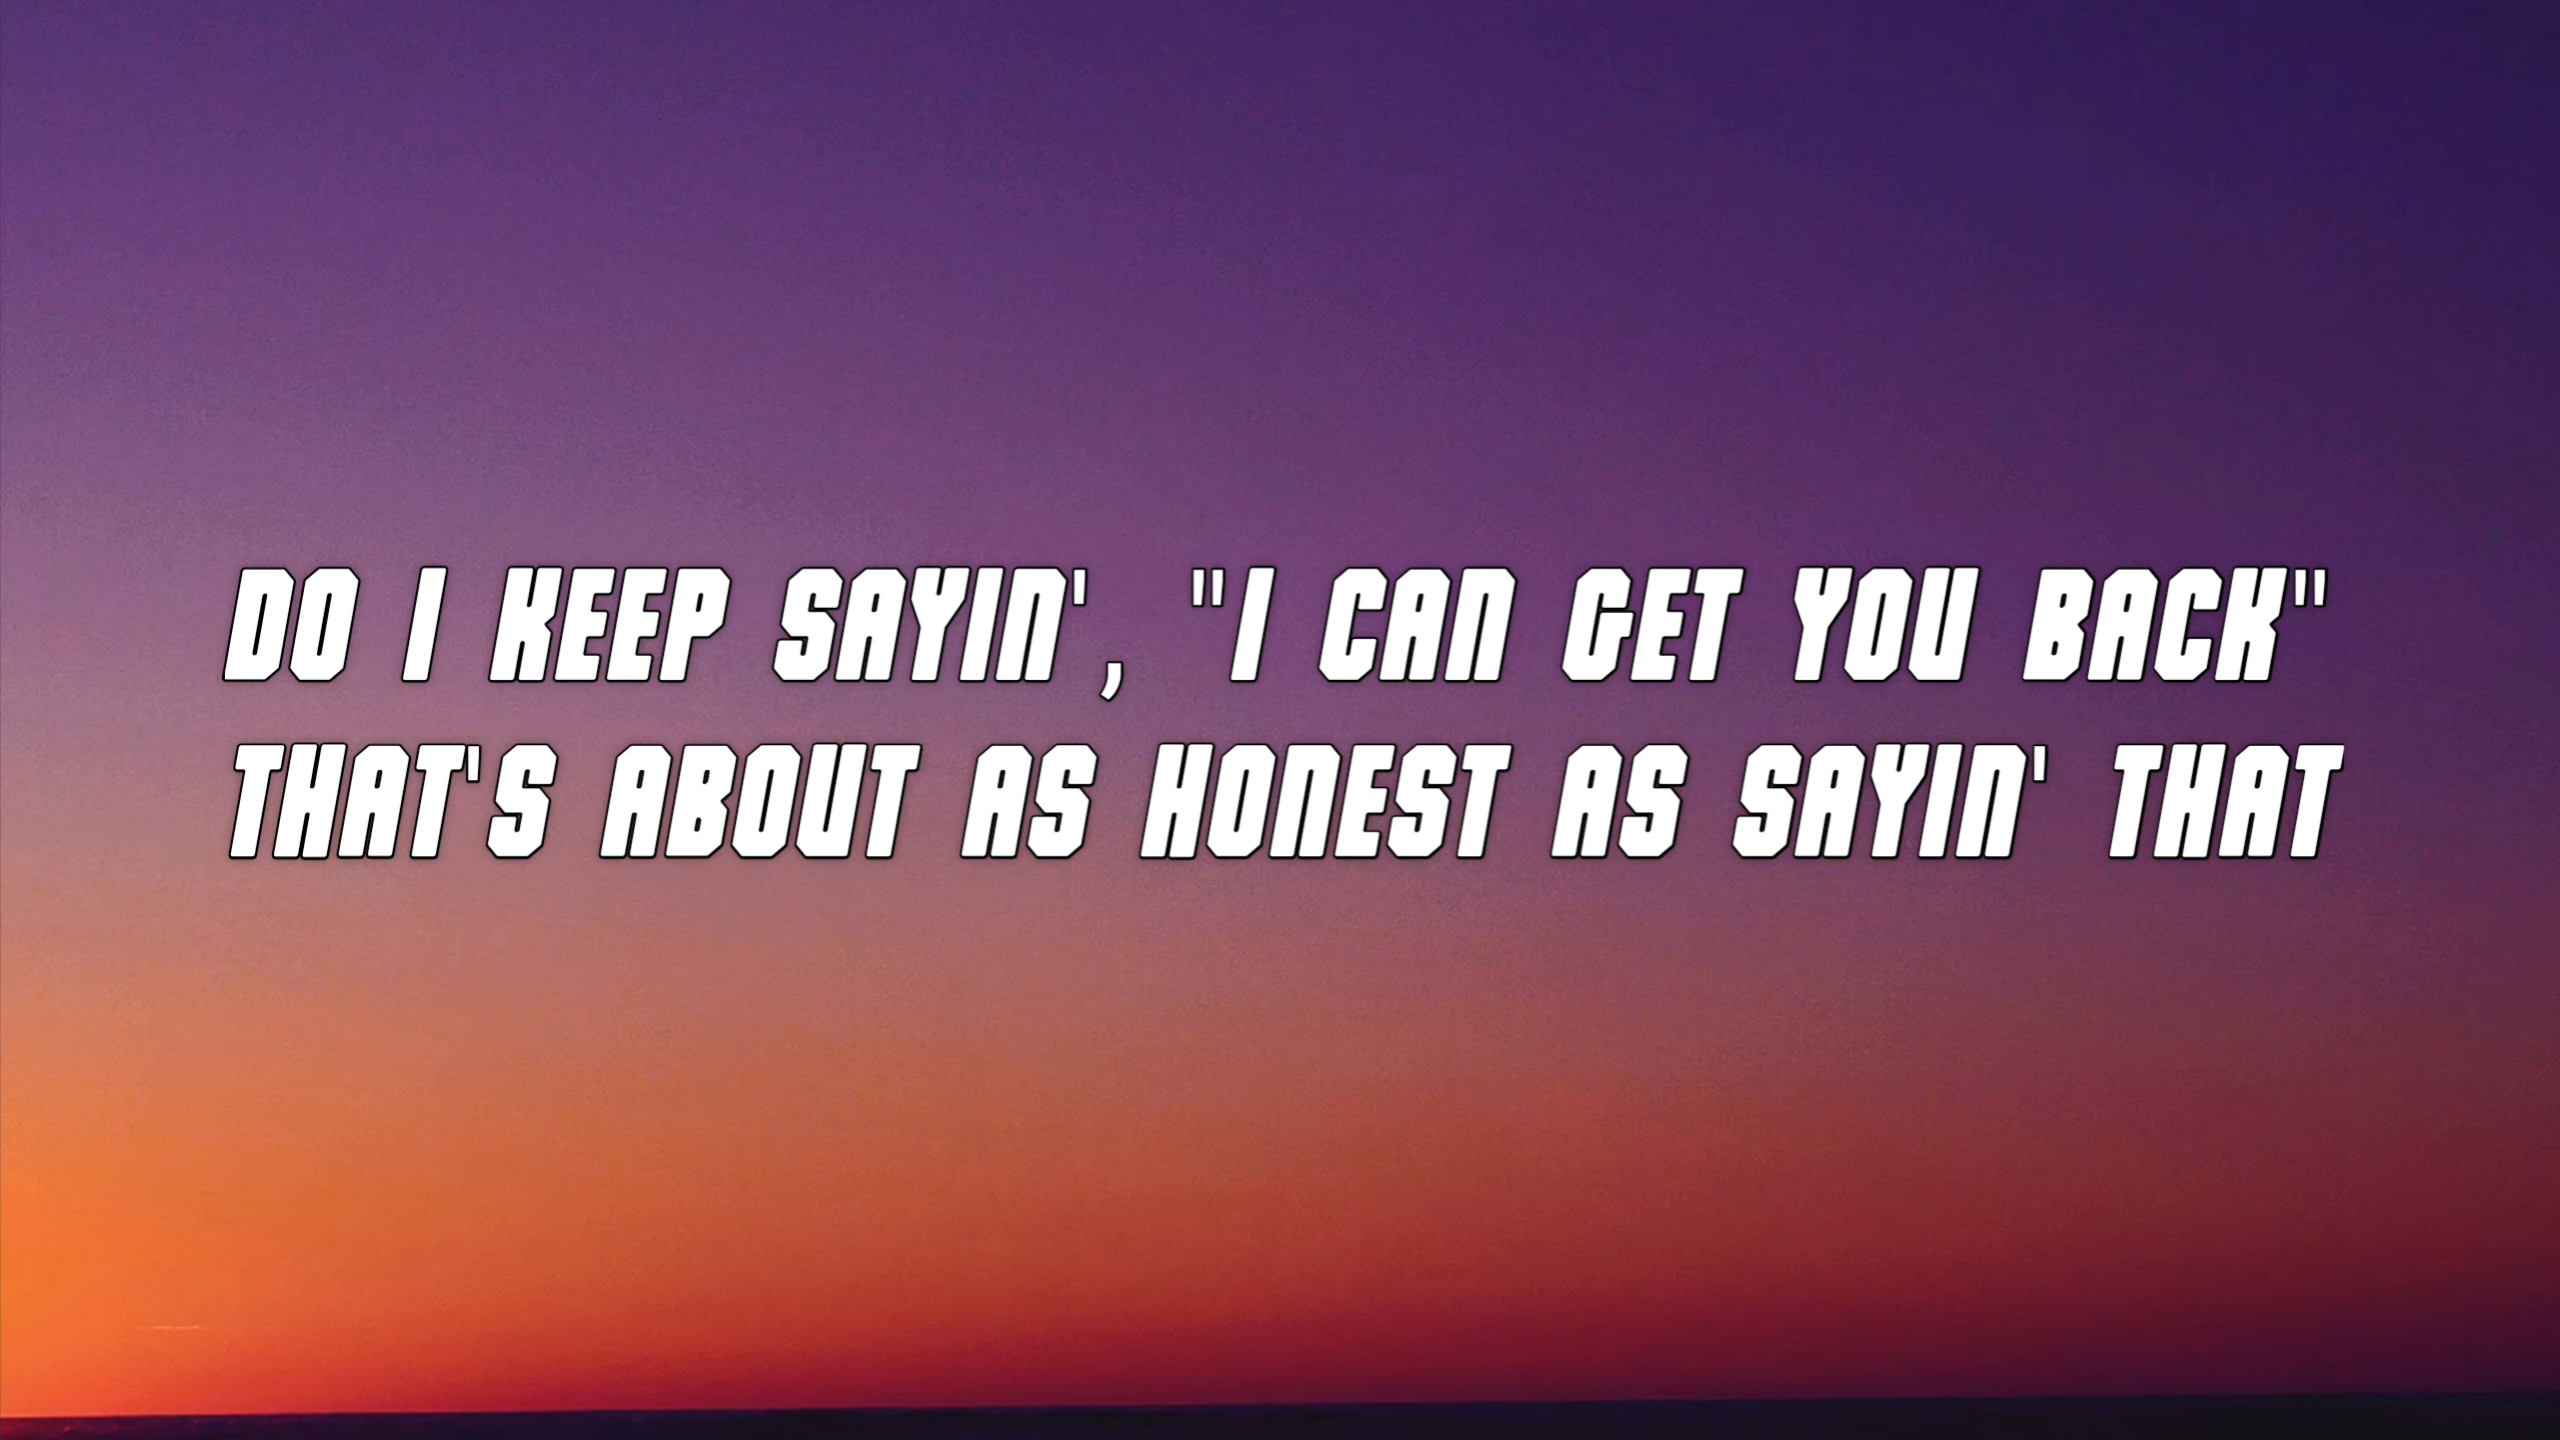 DO I KEEP SAYIN', "I CAN GET YOU BACK"
THAT'S ABOUT AS HONEST AS SAYIN' THAT